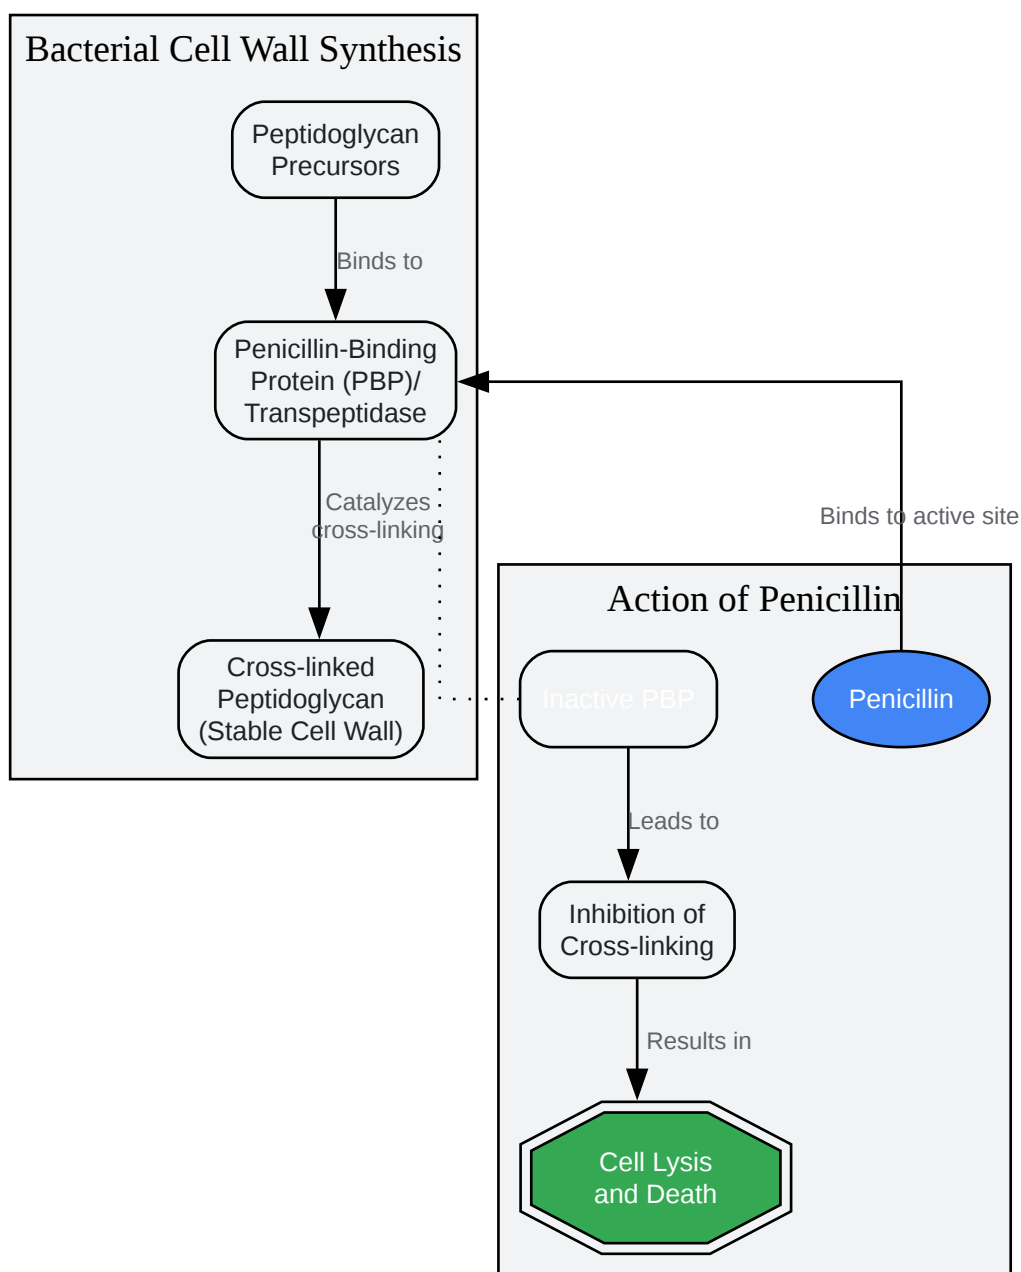 Bacterial Cell Wall Synthesis
Peptidoglycan
Precursors
Binds to
Penicillin-Binding
Protein (PBP)/
Transpeptidase
Catalyzes
cross-linking
Cross-linked
Peptidoglycan
(Stable Cell Wall)
Binds to active site
Action of Penicillin
Inactive PBP
Penicillin
Leads to
Inhibition of
Cross-linking
Results in
Cell Lysis
and Death